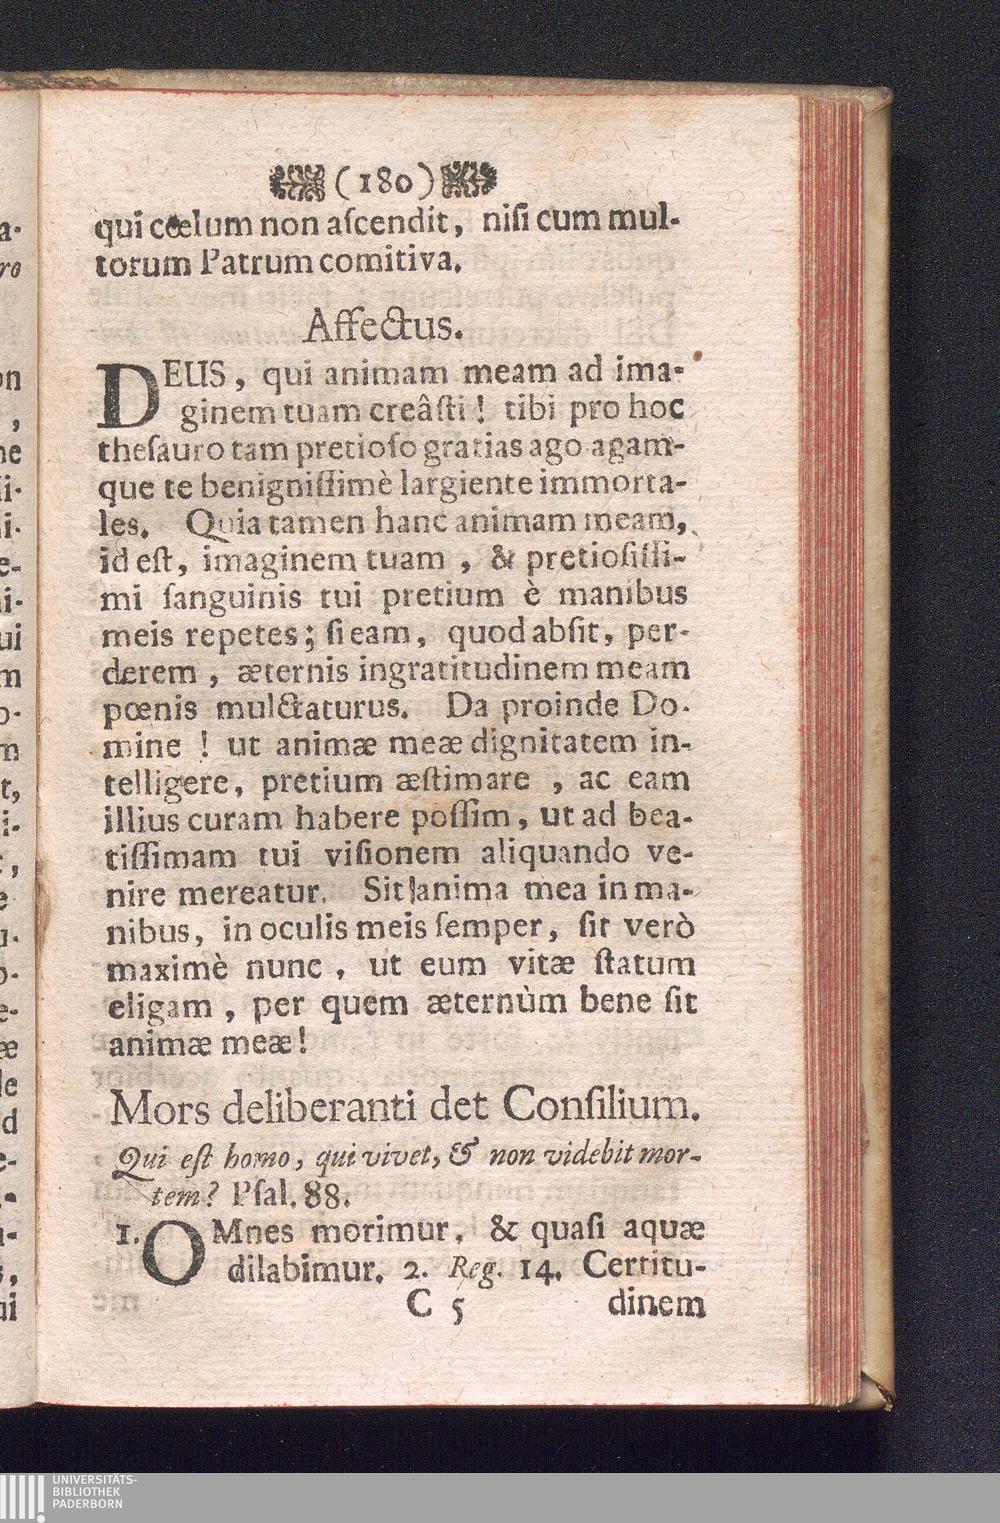 (180)
qui cœlum non aſcendit, niſi cum mul-
torum Patrum comitiva.
Affectus.
DEUS, qui animam meam ad ima-
ginem tuam creâſti! tibi pro hoc
theſauro tam pretioſo gratias ago agam-
que te benigniſſimè largiente immorta-
les. Quia tamen hanc animam meam,
id eſt, imaginem tuam, & pretioſiſſi-
mi ſanguinis tui pretium è manibus
meis repetes; ſi eam, quod abſit, per-
derem, æternis ingratitudinem meam
pœnis mulctaturus. Da proinde Do-
mine! ut animæ meæ dignitatem in-
telligere, pretium æſtimare, ac eam
illius curam habere poſſim, ut ad bea-
tiſſimam tui viſionem aliquando ve-
nire mereatur. Sit anima mea in ma-
nibus, in oculis meis ſemper, ſit verò
maximè nunc, ut eum vitæ ſtatum
eligam, per quem æternùm bene ſit
animæ meæ!
Mors deliberanti det Conſilium.
Qui eſt homo, qui vivet, & non videbit mor-
tem? Pſal. 88.
1. OMnes morimur, & quaſi aquæ
dilabimur. 2. Reg. 14. Certitu-
C 5 dinem
UNIVERSITÄTS-
BIBLIOTHEK
PADERBORN